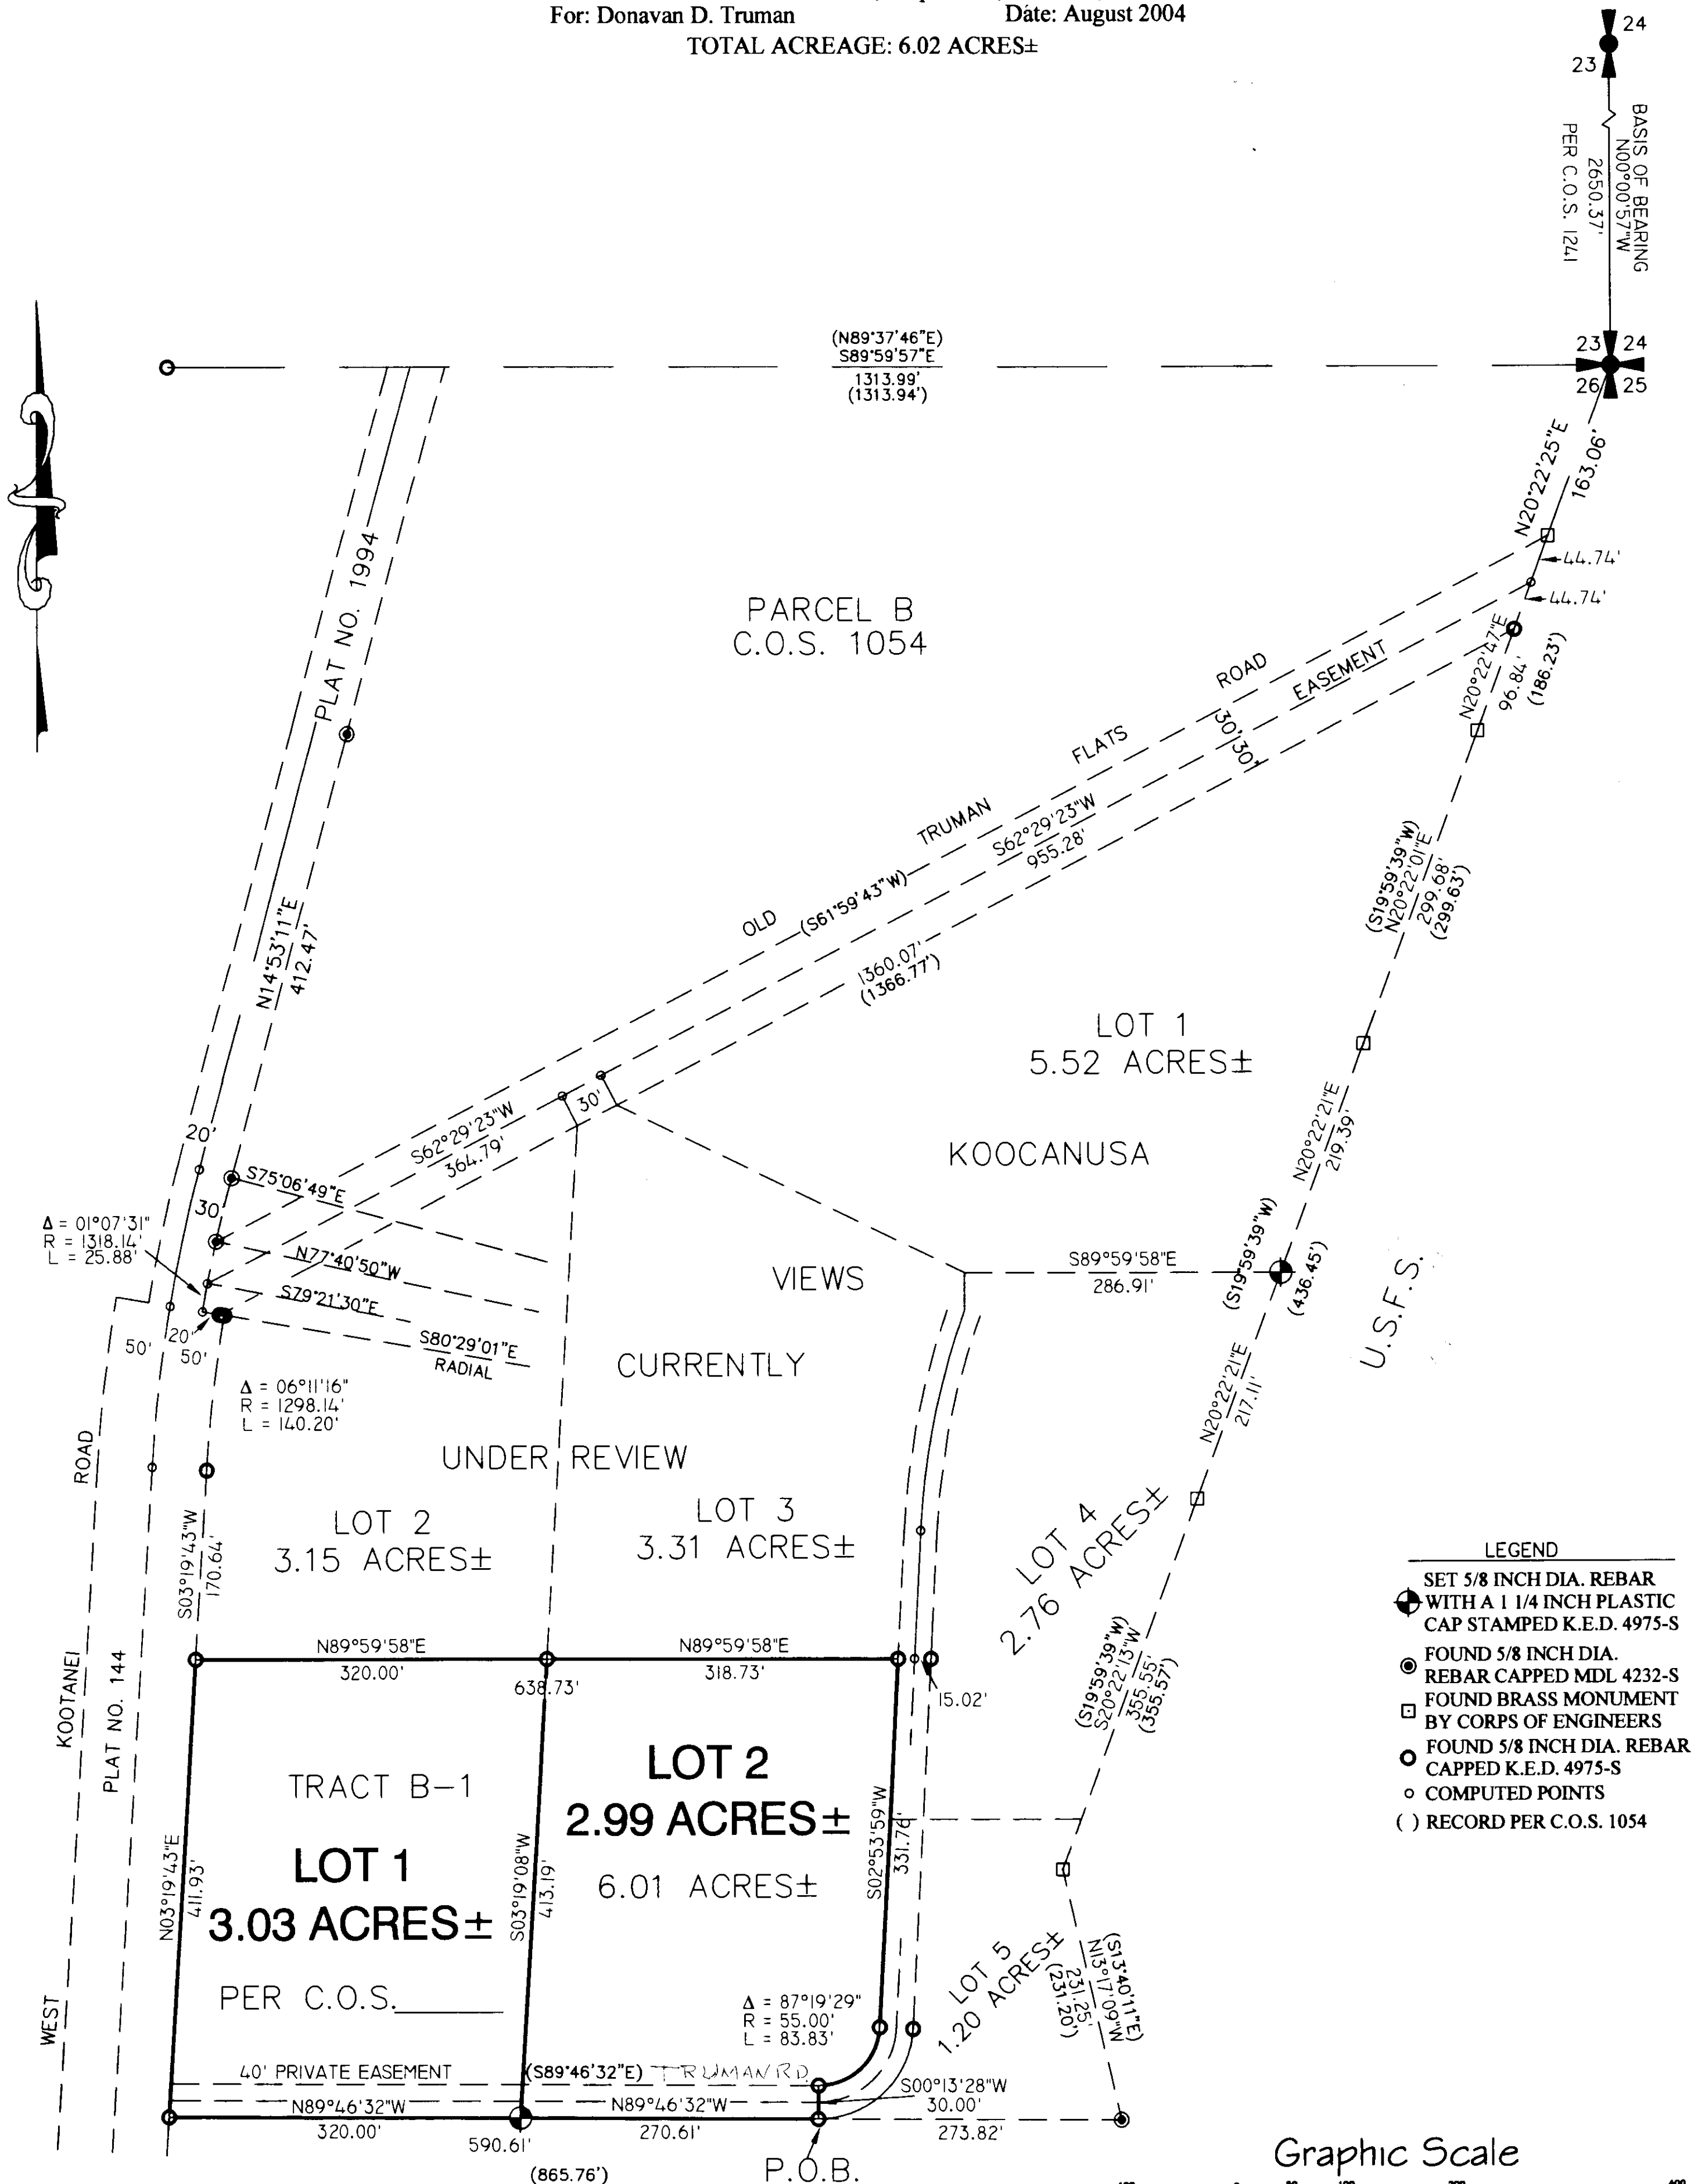 For: Donavan D. Truman
Date: August 2004
TOTAL ACREAGE: 6.02 ACRES±
24
23
BASIS OF BEARING
N00°00'57"W
2650.37'
PER C.O.S. 1241
23
24
26
25
(N89°37'46"E)
S89°59'57"E
1313.99'
(1313.94')
N20°22'25"E
163.06'
44.74'
44.74'
N20°22'47"E
96.84'
(186.23')
PLAT NO. 1994
PARCEL B
C.O.S. 1054
OLD TRUMAN FLATS ROAD
EASEMENT
30'
30'
(S61°59'43"W)
S62°29'23"W
955.28'
1360.07'
(1366.77')
N14°53'11"E
412.47'
(S19°59'39"W)
N20°22'01"E
299.68'
(299.63')
LOT 1
5.52 ACRES±
30'
S62°29'23"W
364.79'
20'
S75°06'49"E
30'
N20°22'21"E
219.39'
KOOCANUSA
Δ = 01°07'31"
R = 1318.14'
L = 25.88'
N77°40'50"W
S79°21'30"E
S80°29'01"E
RADIAL
20'
50'
50'
VIEWS
S89°59'58"E
286.91'
(S19°59'39"W)
(436.45')
U.S.F.S.
Δ = 06°11'16"
R = 1298.14'
L = 140.20'
CURRENTLY
N20°22'21"E
217.11'
UNDER REVIEW
LOT 2
3.15 ACRES±
LOT 3
3.31 ACRES±
LOT 4
2.76 ACRES±
S03°19'43"W
170.64'
WEST KOOTANEI ROAD
PLAT NO. 144
N89°59'58"E
320.00'
N89°59'58"E
318.73'
638.73'
15.02'
(S19°59'39"W)
S20°22'13"W
355.55'
(355.57')
LEGEND
SET 5/8 INCH DIA. REBAR
WITH A 1 1/4 INCH PLASTIC
CAP STAMPED K.E.D. 4975-S
FOUND 5/8 INCH DIA.
REBAR CAPPED MDL 4232-S
FOUND BRASS MONUMENT
BY CORPS OF ENGINEERS
FOUND 5/8 INCH DIA. REBAR
CAPPED K.E.D. 4975-S
COMPUTED POINTS
( ) RECORD PER C.O.S. 1054
TRACT B-1
LOT 1
3.03 ACRES±
PER C.O.S.
LOT 2
2.99 ACRES±
6.01 ACRES±
N03°19'43"E
411.93'
S03°19'08"W
413.19'
S02°53'59"W
331.76'
LOT 5
1.20 ACRES±
(S13°40'11"E)
N13°17'09"W
231.25'
(231.20')
Δ = 87°19'29"
R = 55.00'
L = 83.83'
40' PRIVATE EASEMENT
(S89°46'32"E)
TRUMAN RD.
S00°13'28"W
30.00'
N89°46'32"W
320.00'
N89°46'32"W
270.61'
590.61'
273.82'
(865.76')
P.O.B.
Graphic Scale